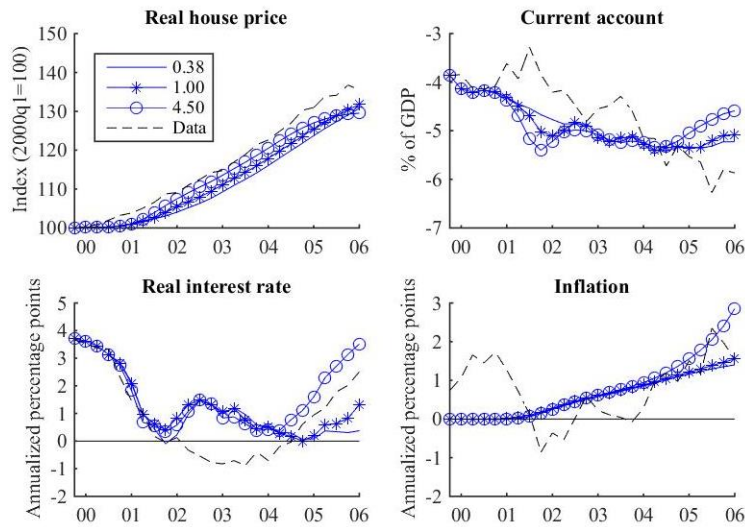 Real house price
Index (2000q1=100)
150
140
130
120
110
100
0.38
1.00
4.50
Data
00 01 02 03 04 05 06
Current account
% of GDP
-3
-4
-5
-6
-7
00 01 02 03 04 05 06
Real interest rate
Annualized percentage points
5
4
3
2
1
0
-1
-2
00 01 02 03 04 05 06
Inflation
Annualized percentage points
3
2
1
0
1
2
00 01 02 03 04 05 06